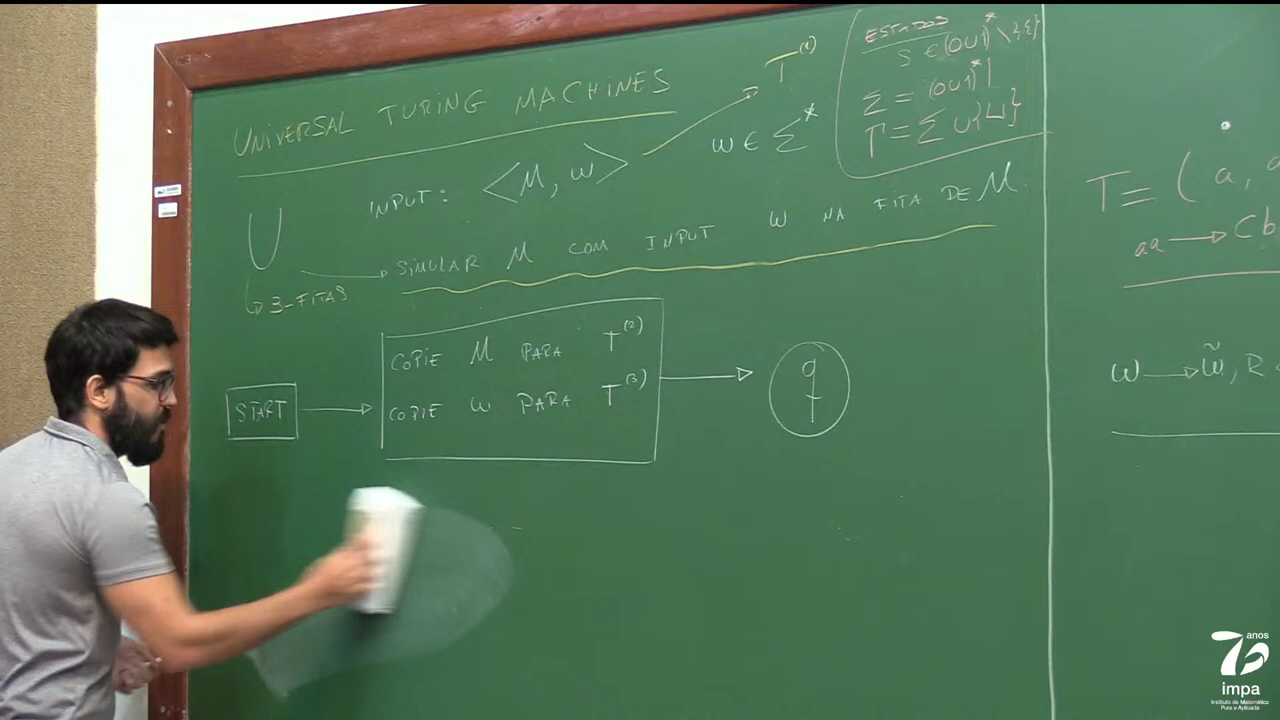 UNIVERSAL TURING MACHINES
INPUT: <M, w>
T⁽¹⁾
w ∈ Σ*
ESTADOS
S ∈ (0∪1)* \ {ε}
Σ = (0∪1)*
Γ = Σ ∪ {⊔}
U
SIMULAR M COM INPUT w NA FITA DE M.
3-FITAS
START
COPIE M PARA T⁽²⁾
COPIE w PARA T⁽³⁾
q
f
T = ( a,
aa → Cb
w → w̃, R
anos
impa
Instituto de Matemática
Pura e Aplicada